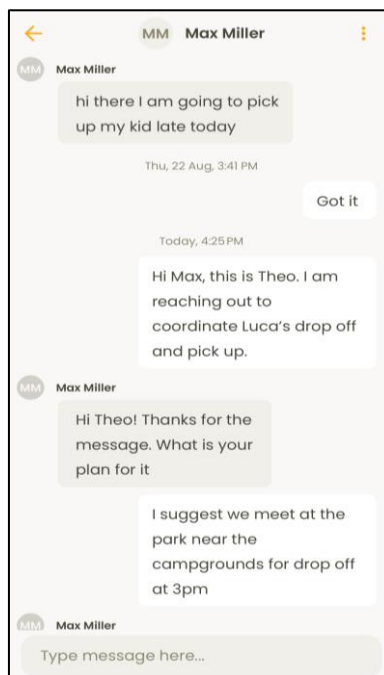 MM Max Miller
MM Max Miller
hi there I am going to pick
up my kid late today
Thu, 22 Aug, 3:41 PM
Got it
Today, 4:25 PM
Hi Max, this is Theo. I am
reaching out to
coordinate Luca's drop off
and pick up.
MM Max Miller
Hi Theo! Thanks for the
message. What is your
plan for it
I suggest we meet at the
park near the
campgrounds for drop off
at 3pm
MM Max Miller
Type message here...